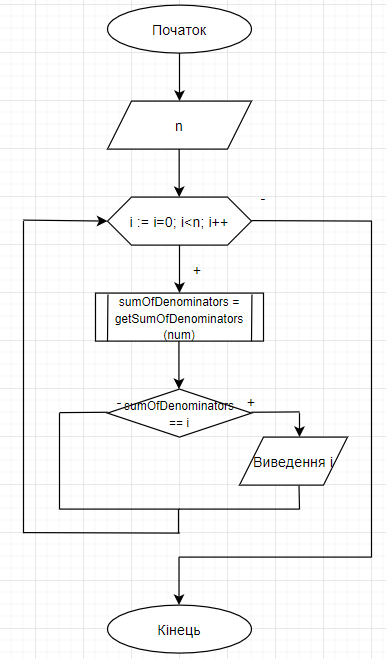 Початок
n
-
i := i=0; i<n; i++
+
sumOfDenominators =
getSumOfDenominators
(num)
-
sumOfDenominators
== i
+
Виведення i
Кінець